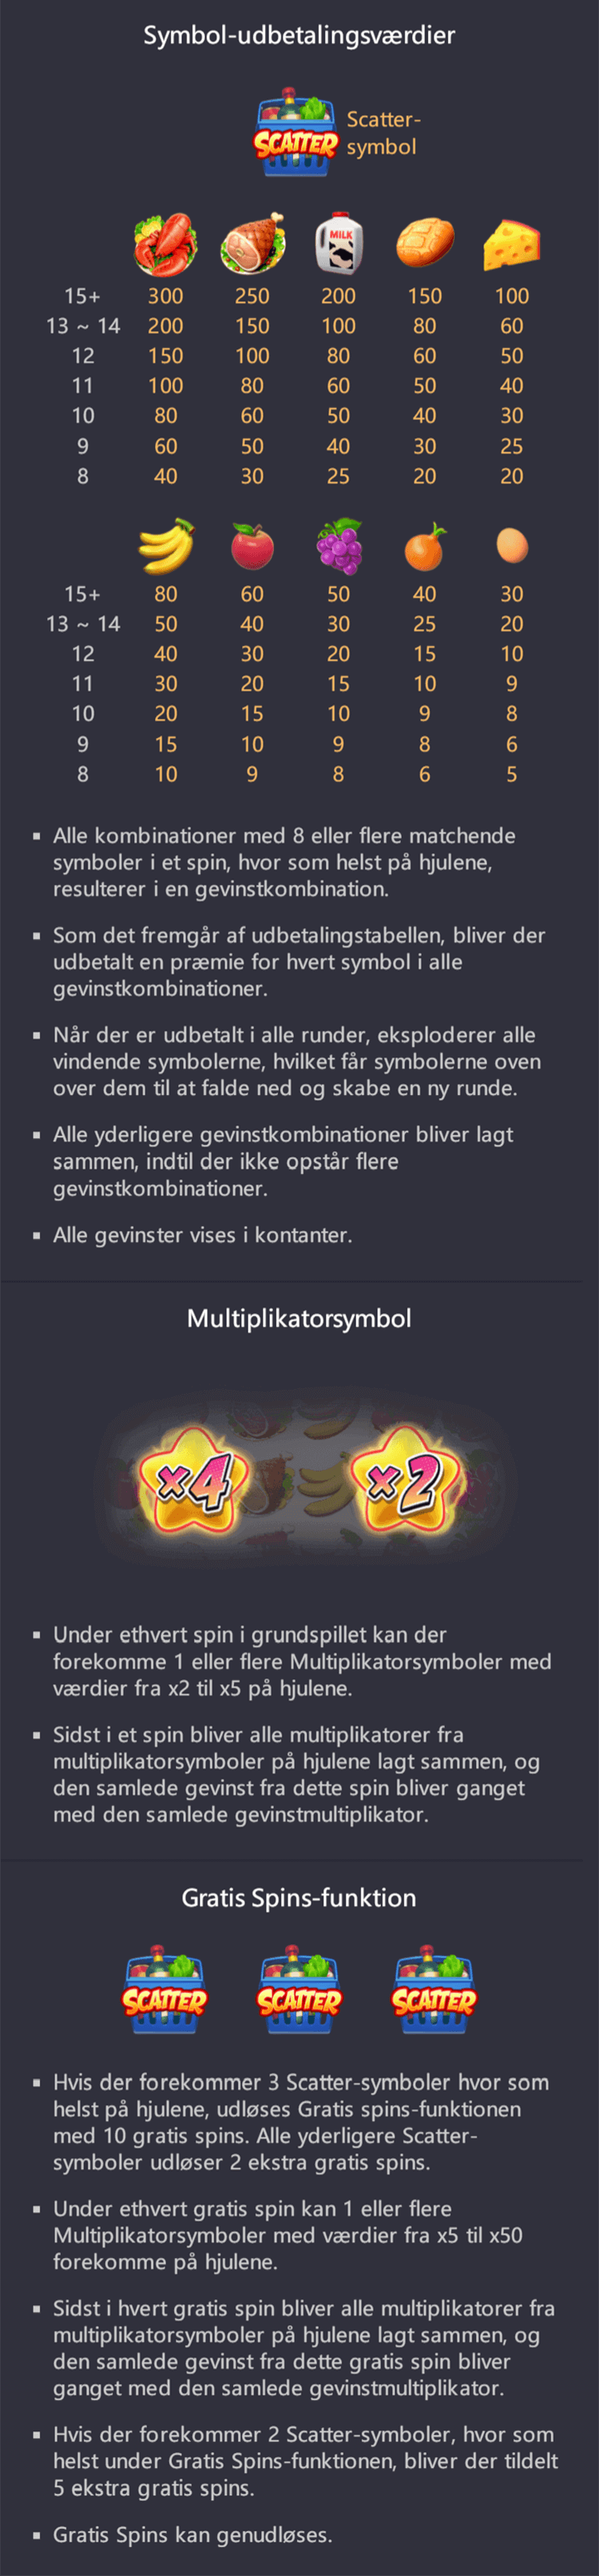 Symbol-udbetalingsværdier
SCATTER
Scatter-
symbol
MILK
15+ 300 250 200 150 100
13 ~ 14 200 150 100 80 60
12 150 100 80 60 50
11 100 80 60 50 40
10 80 60 50 40 30
9 60 50 40 30 25
8 40 30 25 20 20
15+ 80 60 50 40 30
13 ~ 14 50 40 30 25 20
12 40 30 20 15 10
11 30 20 15 10 9
10 20 15 10 9 8
9 15 10 9 8 6
8 10 9 8 6 5
▪ Alle kombinationer med 8 eller flere matchende
symboler i et spin, hvor som helst på hjulene,
resulterer i en gevinstkombination.
▪ Som det fremgår af udbetalingstabellen, bliver der
udbetalt en præmie for hvert symbol i alle
gevinstkombinationer.
▪ Når der er udbetalt i alle runder, eksploderer alle
vindende symbolerne, hvilket får symbolerne oven
over dem til at falde ned og skabe en ny runde.
▪ Alle yderligere gevinstkombinationer bliver lagt
sammen, indtil der ikke opstår flere
gevinstkombinationer.
▪ Alle gevinster vises i kontanter.
Multiplikatorsymbol
x4 x2
▪ Under ethvert spin i grundspillet kan der
forekomme 1 eller flere Multiplikatorsymboler med
værdier fra x2 til x5 på hjulene.
▪ Sidst i et spin bliver alle multiplikatorer fra
multiplikatorsymboler på hjulene lagt sammen, og
den samlede gevinst fra dette spin bliver ganget
med den samlede gevinstmultiplikator.
Gratis Spins-funktion
SCATTER SCATTER SCATTER
▪ Hvis der forekommer 3 Scatter-symboler hvor som
helst på hjulene, udløses Gratis spins-funktionen
med 10 gratis spins. Alle yderligere Scatter-
symboler udløser 2 ekstra gratis spins.
▪ Under ethvert gratis spin kan 1 eller flere
Multiplikatorsymboler med værdier fra x5 til x50
forekomme på hjulene.
▪ Sidst i hvert gratis spin bliver alle multiplikatorer fra
multiplikatorsymboler på hjulene lagt sammen, og
den samlede gevinst fra dette gratis spin bliver
ganget med den samlede gevinstmultiplikator.
▪ Hvis der forekommer 2 Scatter-symboler, hvor som
helst under Gratis Spins-funktionen, bliver der tildelt
5 ekstra gratis spins.
▪ Gratis Spins kan genudløses.